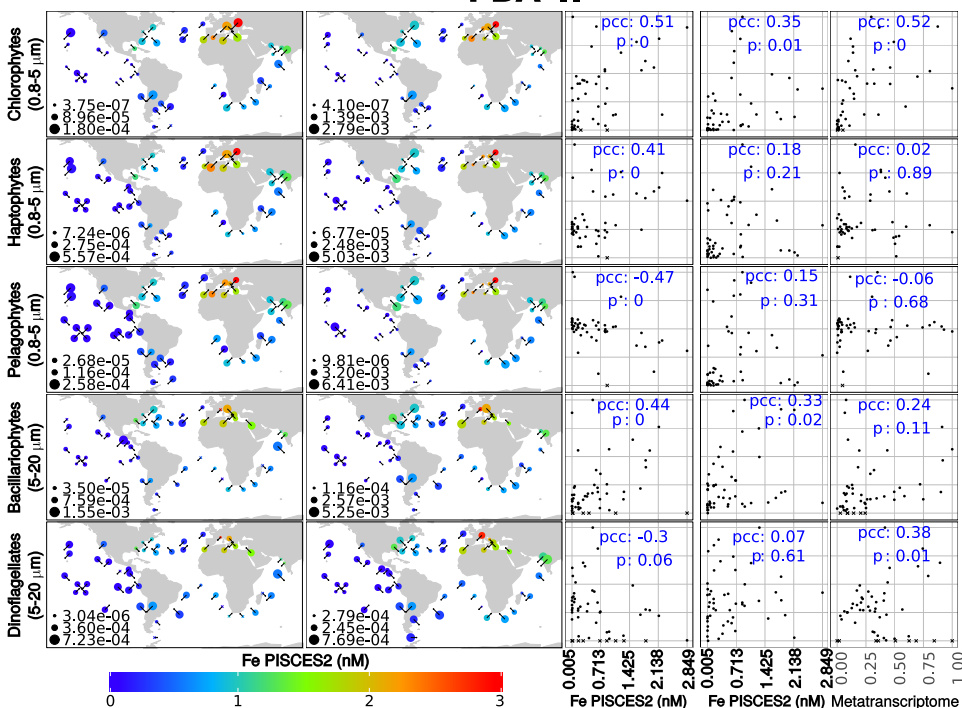 Chlorophytes
(0.8-5 µm)
3.75e-07
8.96e-05
1.80e-04
4.10e-07
1.39e-03
2.79e-03
pcc: 0.51
p: 0
pcc: 0.35
p: 0.01
pcc: 0.52
p: 0
Haptophytes
(0.8-5 µm)
7.24e-06
2.75e-04
5.57e-04
6.77e-05
2.48e-03
5.03e-03
pcc: 0.41
p: 0
pcc: 0.18
p: 0.21
pcc: 0.02
p: 0.89
Pelagophytes
(0.8-5 µm)
2.68e-05
1.16e-04
2.58e-04
9.81e-06
3.20e-03
6.41e-03
pcc: -0.47
p: 0
pcc: 0.15
p: 0.31
pcc: -0.06
p: 0.68
Bacillariophytes
(5-20 µm)
3.50e-05
7.59e-04
1.55e-03
1.16e-04
2.57e-03
5.25e-03
pcc: 0.44
p: 0
pcc: 0.33
p: 0.02
pcc: 0.24
p: 0.11
Dinoflagellates
(5-20 µm)
3.04e-06
3.60e-04
7.23e-04
2.79e-04
2.45e-04
7.69e-04
pcc: -0.3
p: 0.06
pcc: 0.07
p: 0.61
pcc: 0.38
p: 0.01
Fe PISCES2 (nM)
0 1 2 3
0.005 0.713 1.425 2.138 2.849
Fe PISCES2 (nM)
0.005 0.713 1.425 2.138 2.849
Fe PISCES2 (nM)
0.00 0.25 0.50 0.75 1.00
Metatranscriptome